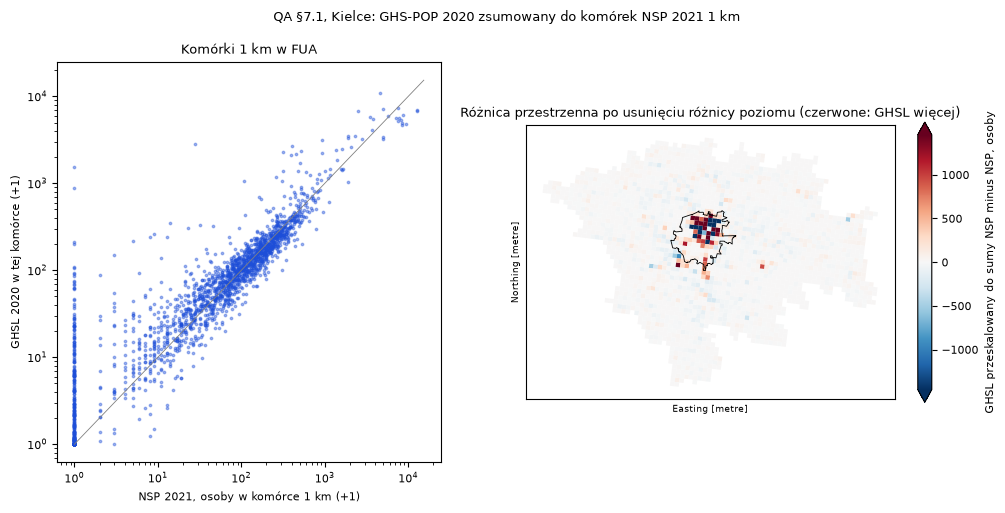 QA §7.1, Kielce: GHS-POP 2020 zsumowany do komórek NSP 2021 1 km
Komórki 1 km w FUA
GHSL 2020 w tej komórce (+1)
10⁴
10³
10²
10¹
10⁰
10⁰ 10¹ 10² 10³ 10⁴
NSP 2021, osoby w komórce 1 km (+1)
Różnica przestrzenna po usunięciu różnicy poziomu (czerwone: GHSL więcej)
Northing [metre]
Easting [metre]
1000
500
0
−500
−1000
GHSL przeskalowany do sumy NSP minus NSP, osoby